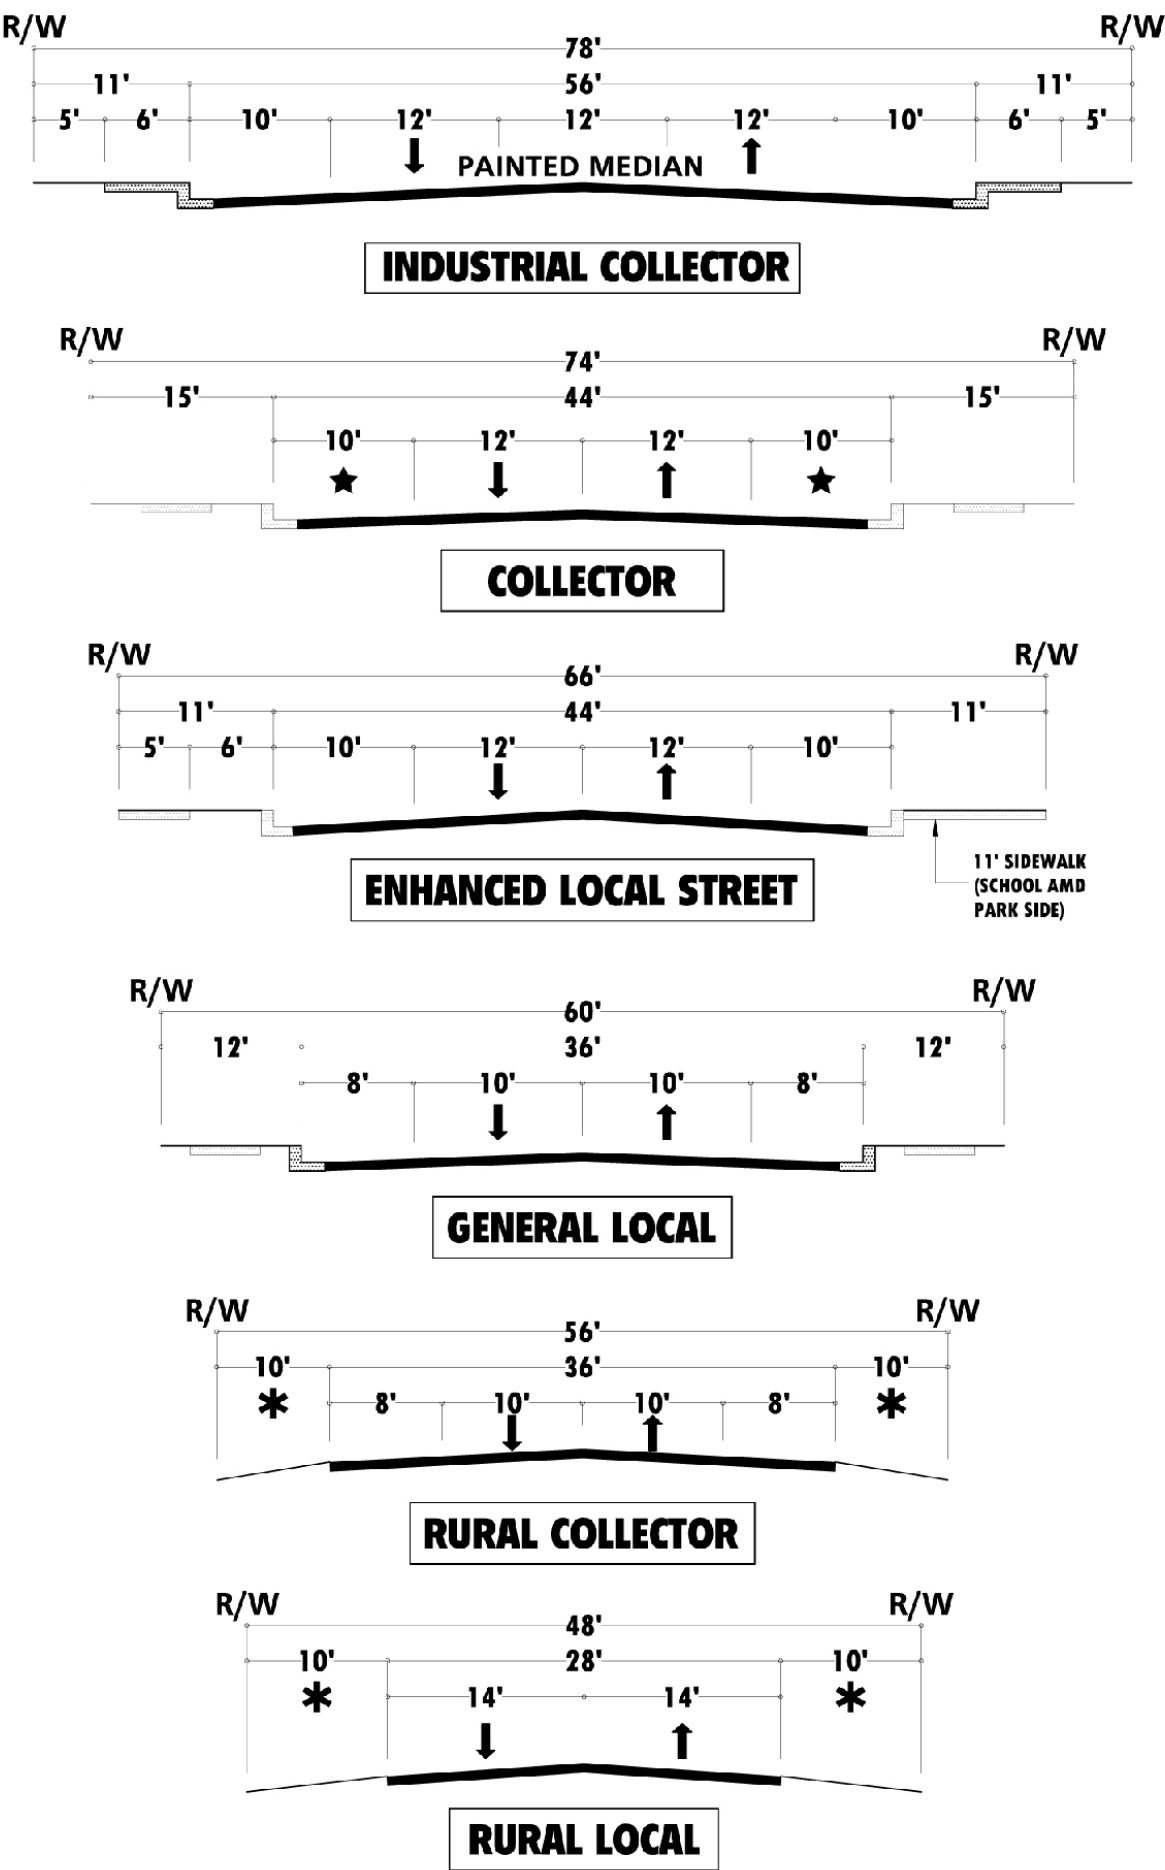 R/W R/W
78'
11' 56' 11'
5' 6' 10' 12' 12' 12' 10' 6' 5'
PAINTED MEDIAN
INDUSTRIAL COLLECTOR
R/W R/W
74'
15' 44' 15'
10' 12' 12' 10'
COLLECTOR
R/W R/W
66'
11' 44' 11'
5' 6' 10' 12' 12' 10'
11' SIDEWALK
(SCHOOL AMD
PARK SIDE)
ENHANCED LOCAL STREET
R/W R/W
60'
12' 36' 12'
8' 10' 10' 8'
GENERAL LOCAL
R/W R/W
56'
10' 36' 10'
* 8' 10' 10' 8' *
RURAL COLLECTOR
R/W R/W
48'
10' 28' 10'
* 14' 14' *
RURAL LOCAL